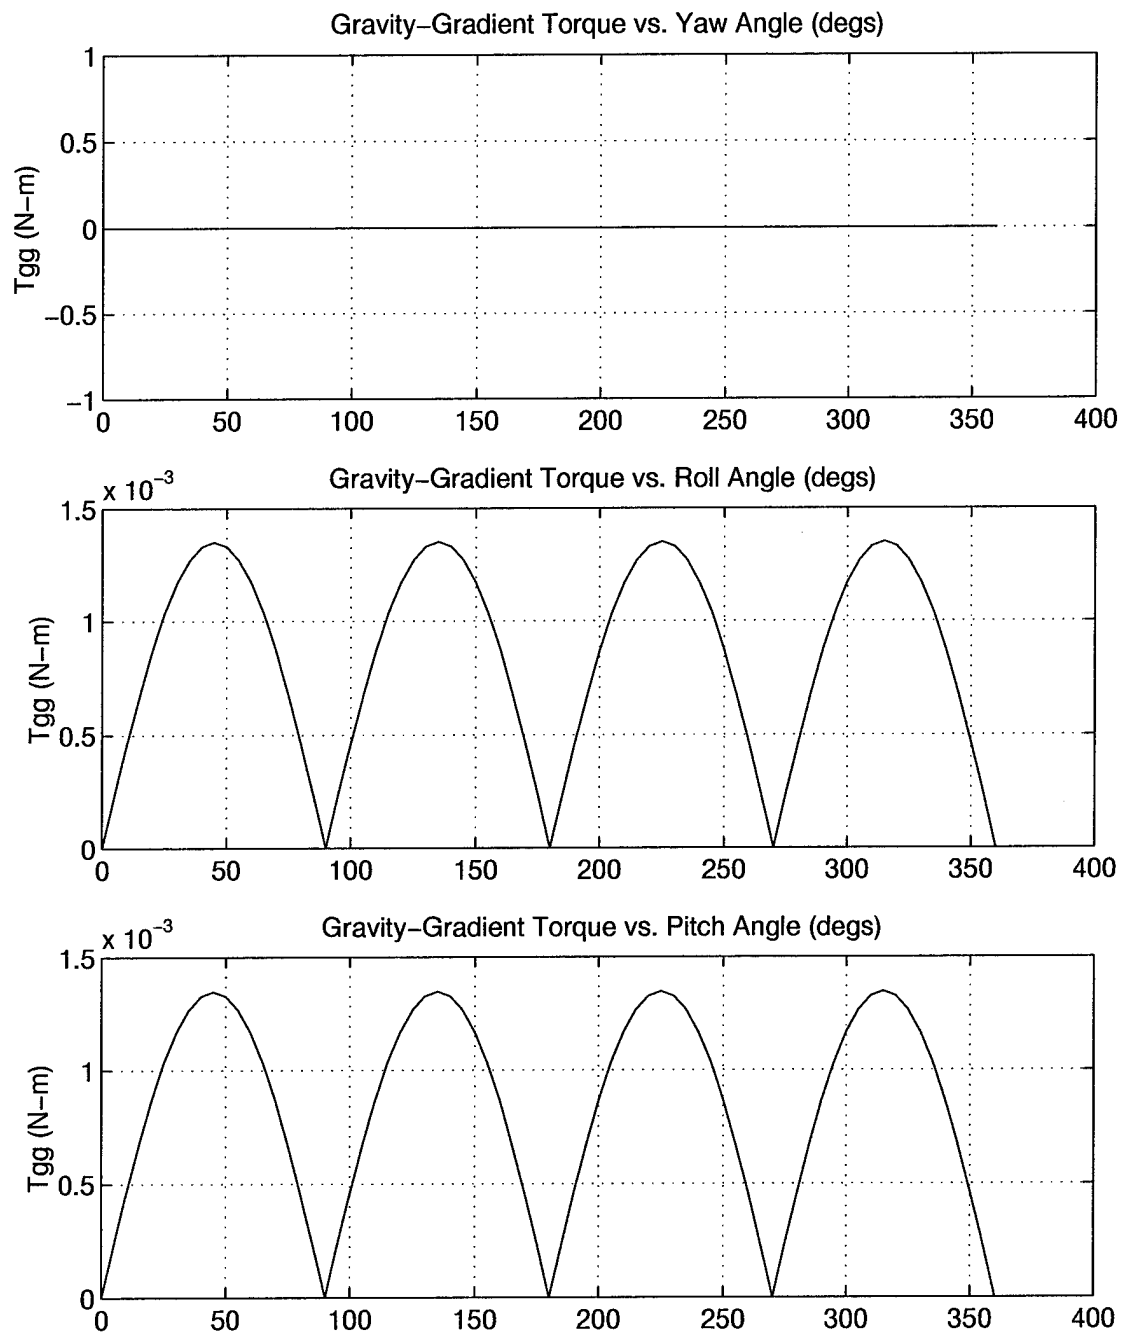 Gravity–Gradient Torque vs. Yaw Angle (degs)
1
0.5
0
−0.5
−1
Tgg (N−m)
0 50 100 150 200 250 300 350 400
Gravity–Gradient Torque vs. Roll Angle (degs)
x 10−3
1.5
1
0.5
0
Tgg (N−m)
0 50 100 150 200 250 300 350 400
Gravity–Gradient Torque vs. Pitch Angle (degs)
x 10−3
1.5
1
0.5
0
Tgg (N−m)
0 50 100 150 200 250 300 350 400